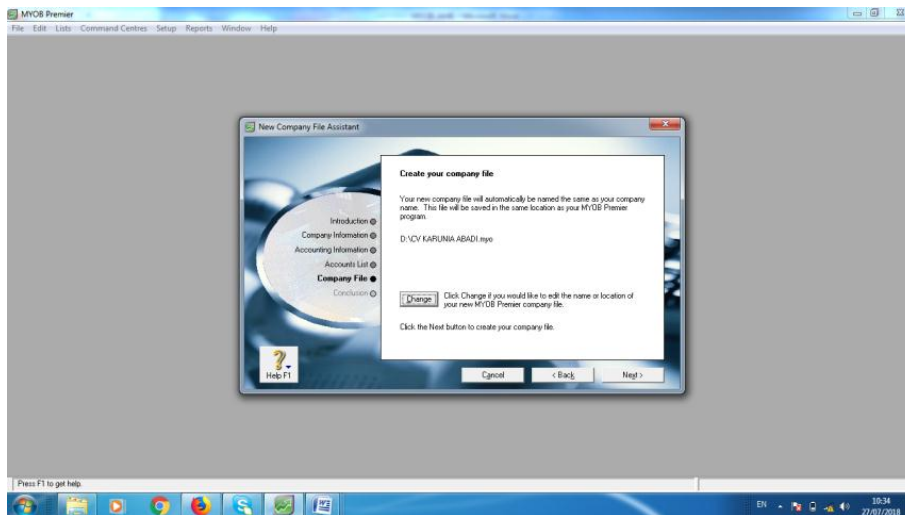 MYOB Premier
File Edit Lists Command Centres Setup Reports Window Help
New Company File Assistant
Introduction
Company Information
Accounting Information
Accounts List
Company File
Conclusion
Create your company file
Your new company file will automatically be named the same as your company
name. This file will be saved in the same location as your MYOB Premier
program.
D:\CV KARUNIA ABADI.myo
Change
Click Change if you would like to edit the name or location of
your new MYOB Premier company file.
Click the Next button to create your company file.
Help F1
Cancel < Back Next >
Press F1 to get help.
EN
10:34
27/07/2018